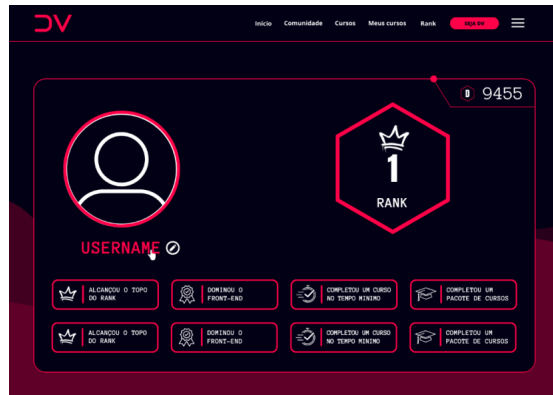 DV
Início Comunidade Cursos Meus cursos Rank SEJA DV
D 9455
1
RANK
USERNAME
ALCANÇOU O TOPO
DO RANK
DOMINOU O
FRONT-END
COMPLETOU UM CURSO
NO TEMPO MINIMO
COMPLETOU UM
PACOTE DE CURSOS
ALCANÇOU O TOPO
DO RANK
DOMINOU O
FRONT-END
COMPLETOU UM CURSO
NO TEMPO MINIMO
COMPLETOU UM
PACOTE DE CURSOS